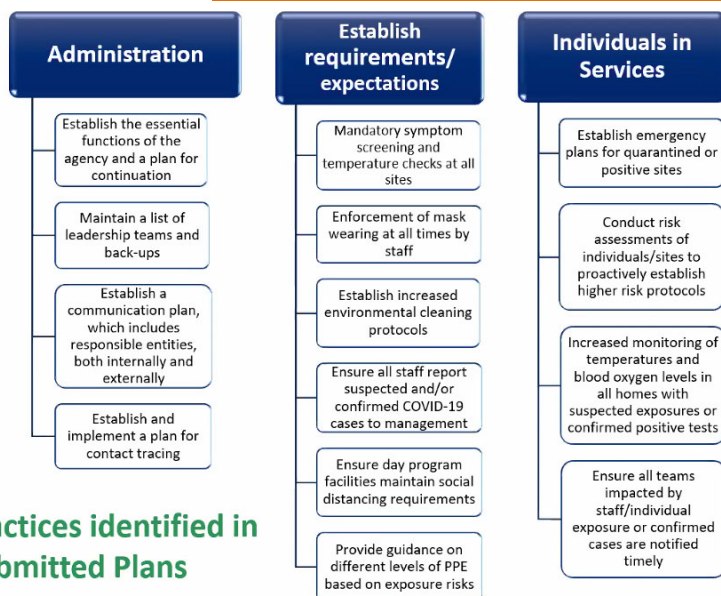 Administration
Establish the essential
functions of the
agency and a plan for
continuation
Maintain a list of
leadership teams and
back-ups
Establish a
communication plan,
which includes
responsible entities,
both internally and
externally
Establish and
implement a plan for
contact tracing
Establish
requirements/
expectations
Mandatory symptom
screening and
temperature checks at all
sites
Enforcement of mask
wearing at all times by
staff
Establish increased
environmental cleaning
protocols
Ensure all staff report
suspected and/or
confirmed COVID-19
cases to management
Ensure day program
facilities maintain social
distancing requirements
Provide guidance on
different levels of PPE
based on exposure risks
Individuals in
Services
Establish emergency
plans for quarantined or
positive sites
Conduct risk
assessments of
individuals/sites to
proactively establish
higher risk protocols
Increased monitoring of
temperatures and
blood oxygen levels in
all homes with
suspected exposures or
confirmed positive tests
Ensure all teams
impacted by
staff/individual
exposure or confirmed
cases are notified
timely
identified in
Plans